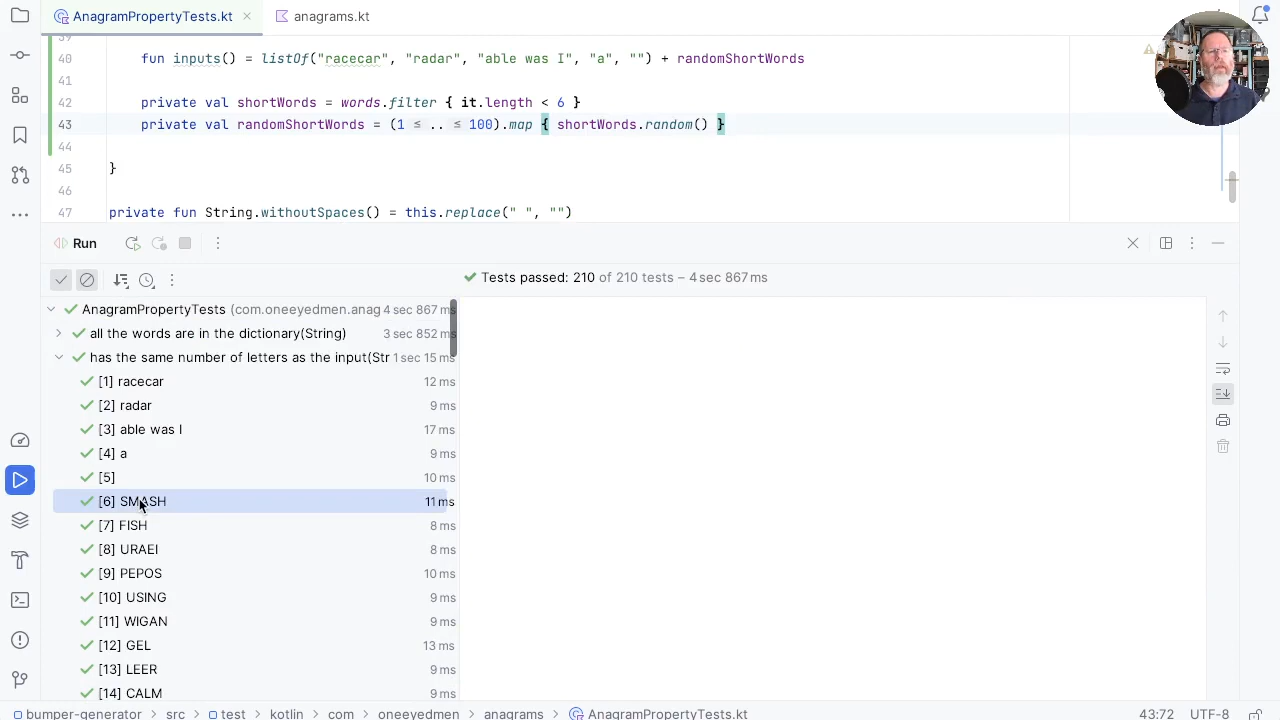 AnagramPropertyTests.kt
anagrams.kt
39
40 fun inputs() = listOf("racecar", "radar", "able was I", "a", "") + randomShortWords
41
42 private val shortWords = words.filter { it.length < 6 }
43 private val randomShortWords = (1 ≤ .. ≤ 100).map { shortWords.random() }
44
45 }
46
47 private fun String.withoutSpaces() = this.replace(" ", "")
Run
Tests passed: 210 of 210 tests – 4 sec 867 ms
AnagramPropertyTests (com.oneeyedmen.anag 4 sec 867 ms
all the words are in the dictionary(String) 3 sec 852 ms
has the same number of letters as the input(Str 1 sec 15 ms
[1] racecar 12 ms
[2] radar 9 ms
[3] able was I 17 ms
[4] a 9 ms
[5] 10 ms
[6] SMASH 11 ms
[7] FISH 8 ms
[8] URAEI 8 ms
[9] PEPOS 10 ms
[10] USING 9 ms
[11] WIGAN 9 ms
[12] GEL 13 ms
[13] LEER 9 ms
[14] CALM 9 ms
bumper-generator > src > test > kotlin > com > oneeyedmen > anagrams > AnagramPropertyTests.kt 43:72 UTF-8